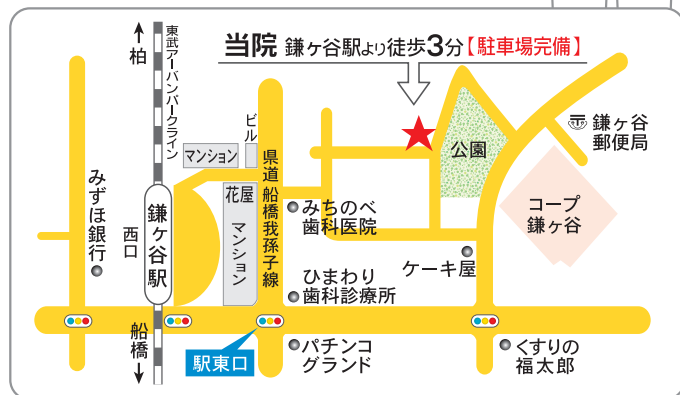 当院 鎌ヶ谷駅より徒歩3分【駐車場完備】
↑
柏
東武アーバンパークライン
ビル
マンション
〒 鎌ヶ谷
郵便局
公園
県道 船橋我孫子線
花屋
マンション
みちのべ
歯科医院
コープ
鎌ヶ谷
みずほ銀行
西口
鎌ヶ谷駅
ケーキ屋
ひまわり
歯科診療所
船橋
↓
駅東口
パチンコ
グランド
くすりの
福太郎